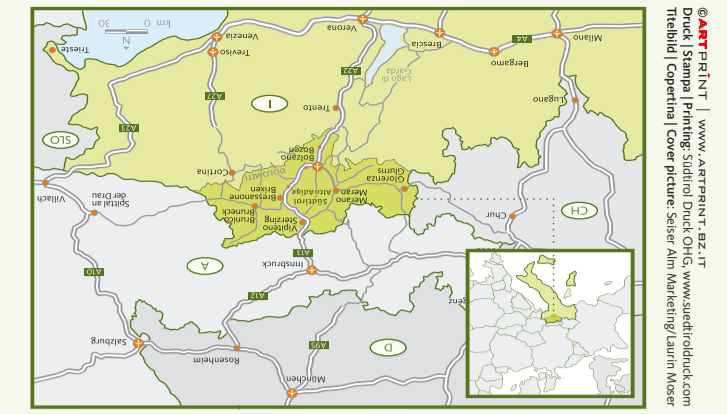 ©ARTPRINT | WWW.ARTPRINT.BZ.IT
Druck | Stampa | Printing: Südtirol Druck OHG, www.suedtiroldruck.com
Titelbild | Copertina | Cover picture: Seiser Alm Marketing/Laurin Moser
München
D
A95
Salzburg
Rosenheim
A12
A10
Innsbruck
A
A13
Chur
CH
Spittal an
der Drau
Villach
Vipiteno
Sterzing
Brunico
Bruneck
Bressanone
Brixen
Merano
Meran
Glorenza
Glurns
Südtirol
AltoAdige
DOLOMITI
Cortina
Bolzano
Bozen
SLO
A23
I
Trento
A27
Lugano
A22
Lago di
Garda
Trieste
Treviso
Venezia
Verona
Brescia
Bergamo
A4
Milano
N
30
0
km